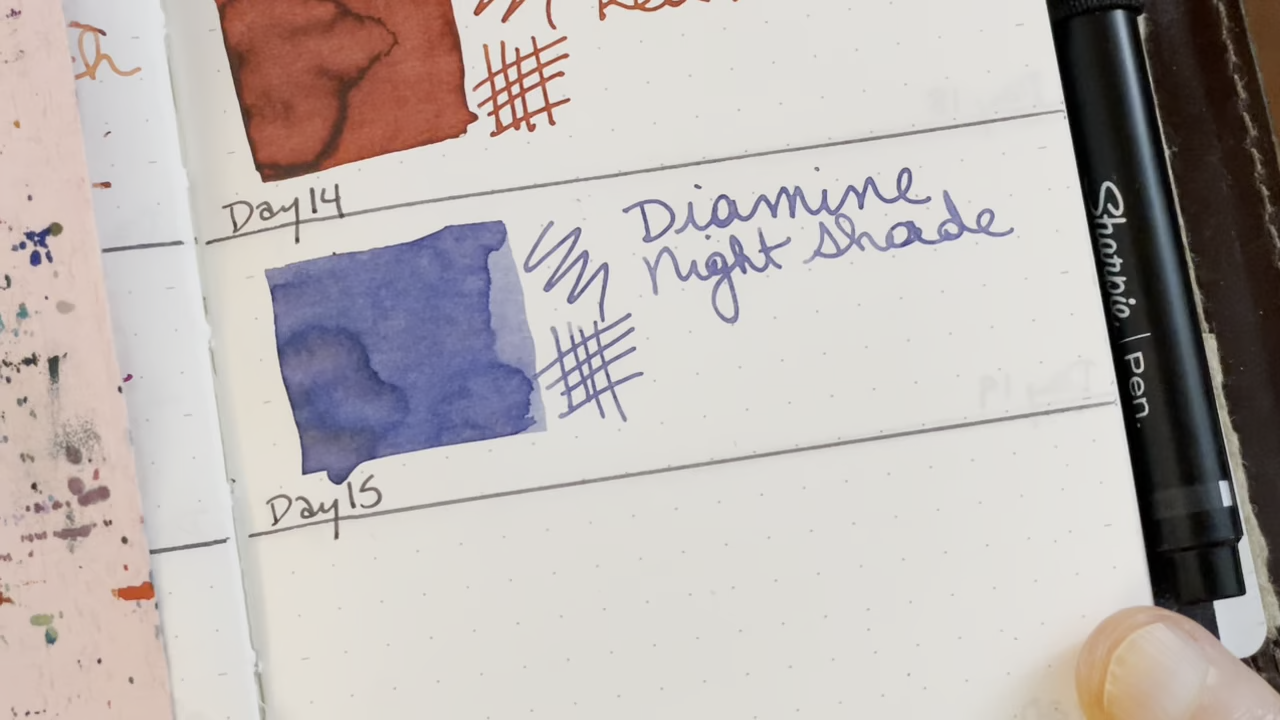 Day 14
Diamine
Night Shade
Day 15
Sharpie. | Pen.